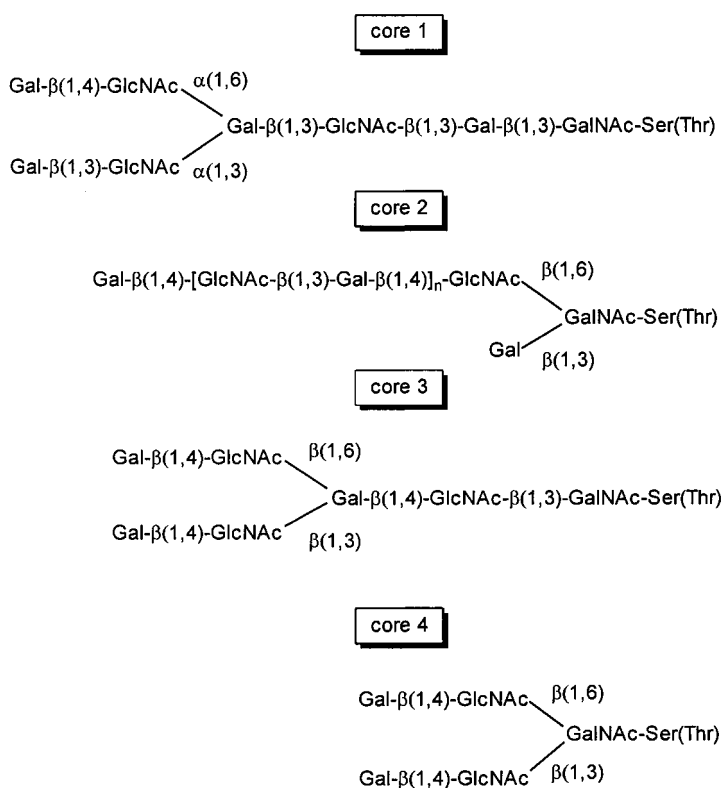 core 1
Gal-β(1,4)-GlcNAc α(1,6)
Gal-β(1,3)-GlcNAc-β(1,3)-Gal-β(1,3)-GalNAc-Ser(Thr)
Gal-β(1,3)-GlcNAc α(1,3)
core 2
Gal-β(1,4)-[GlcNAc-β(1,3)-Gal-β(1,4)]n-GlcNAc β(1,6)
GalNAc-Ser(Thr)
Gal β(1,3)
core 3
Gal-β(1,4)-GlcNAc β(1,6)
Gal-β(1,4)-GlcNAc-β(1,3)-GalNAc-Ser(Thr)
Gal-β(1,4)-GlcNAc β(1,3)
core 4
Gal-β(1,4)-GlcNAc β(1,6)
GalNAc-Ser(Thr)
Gal-β(1,4)-GlcNAc β(1,3)